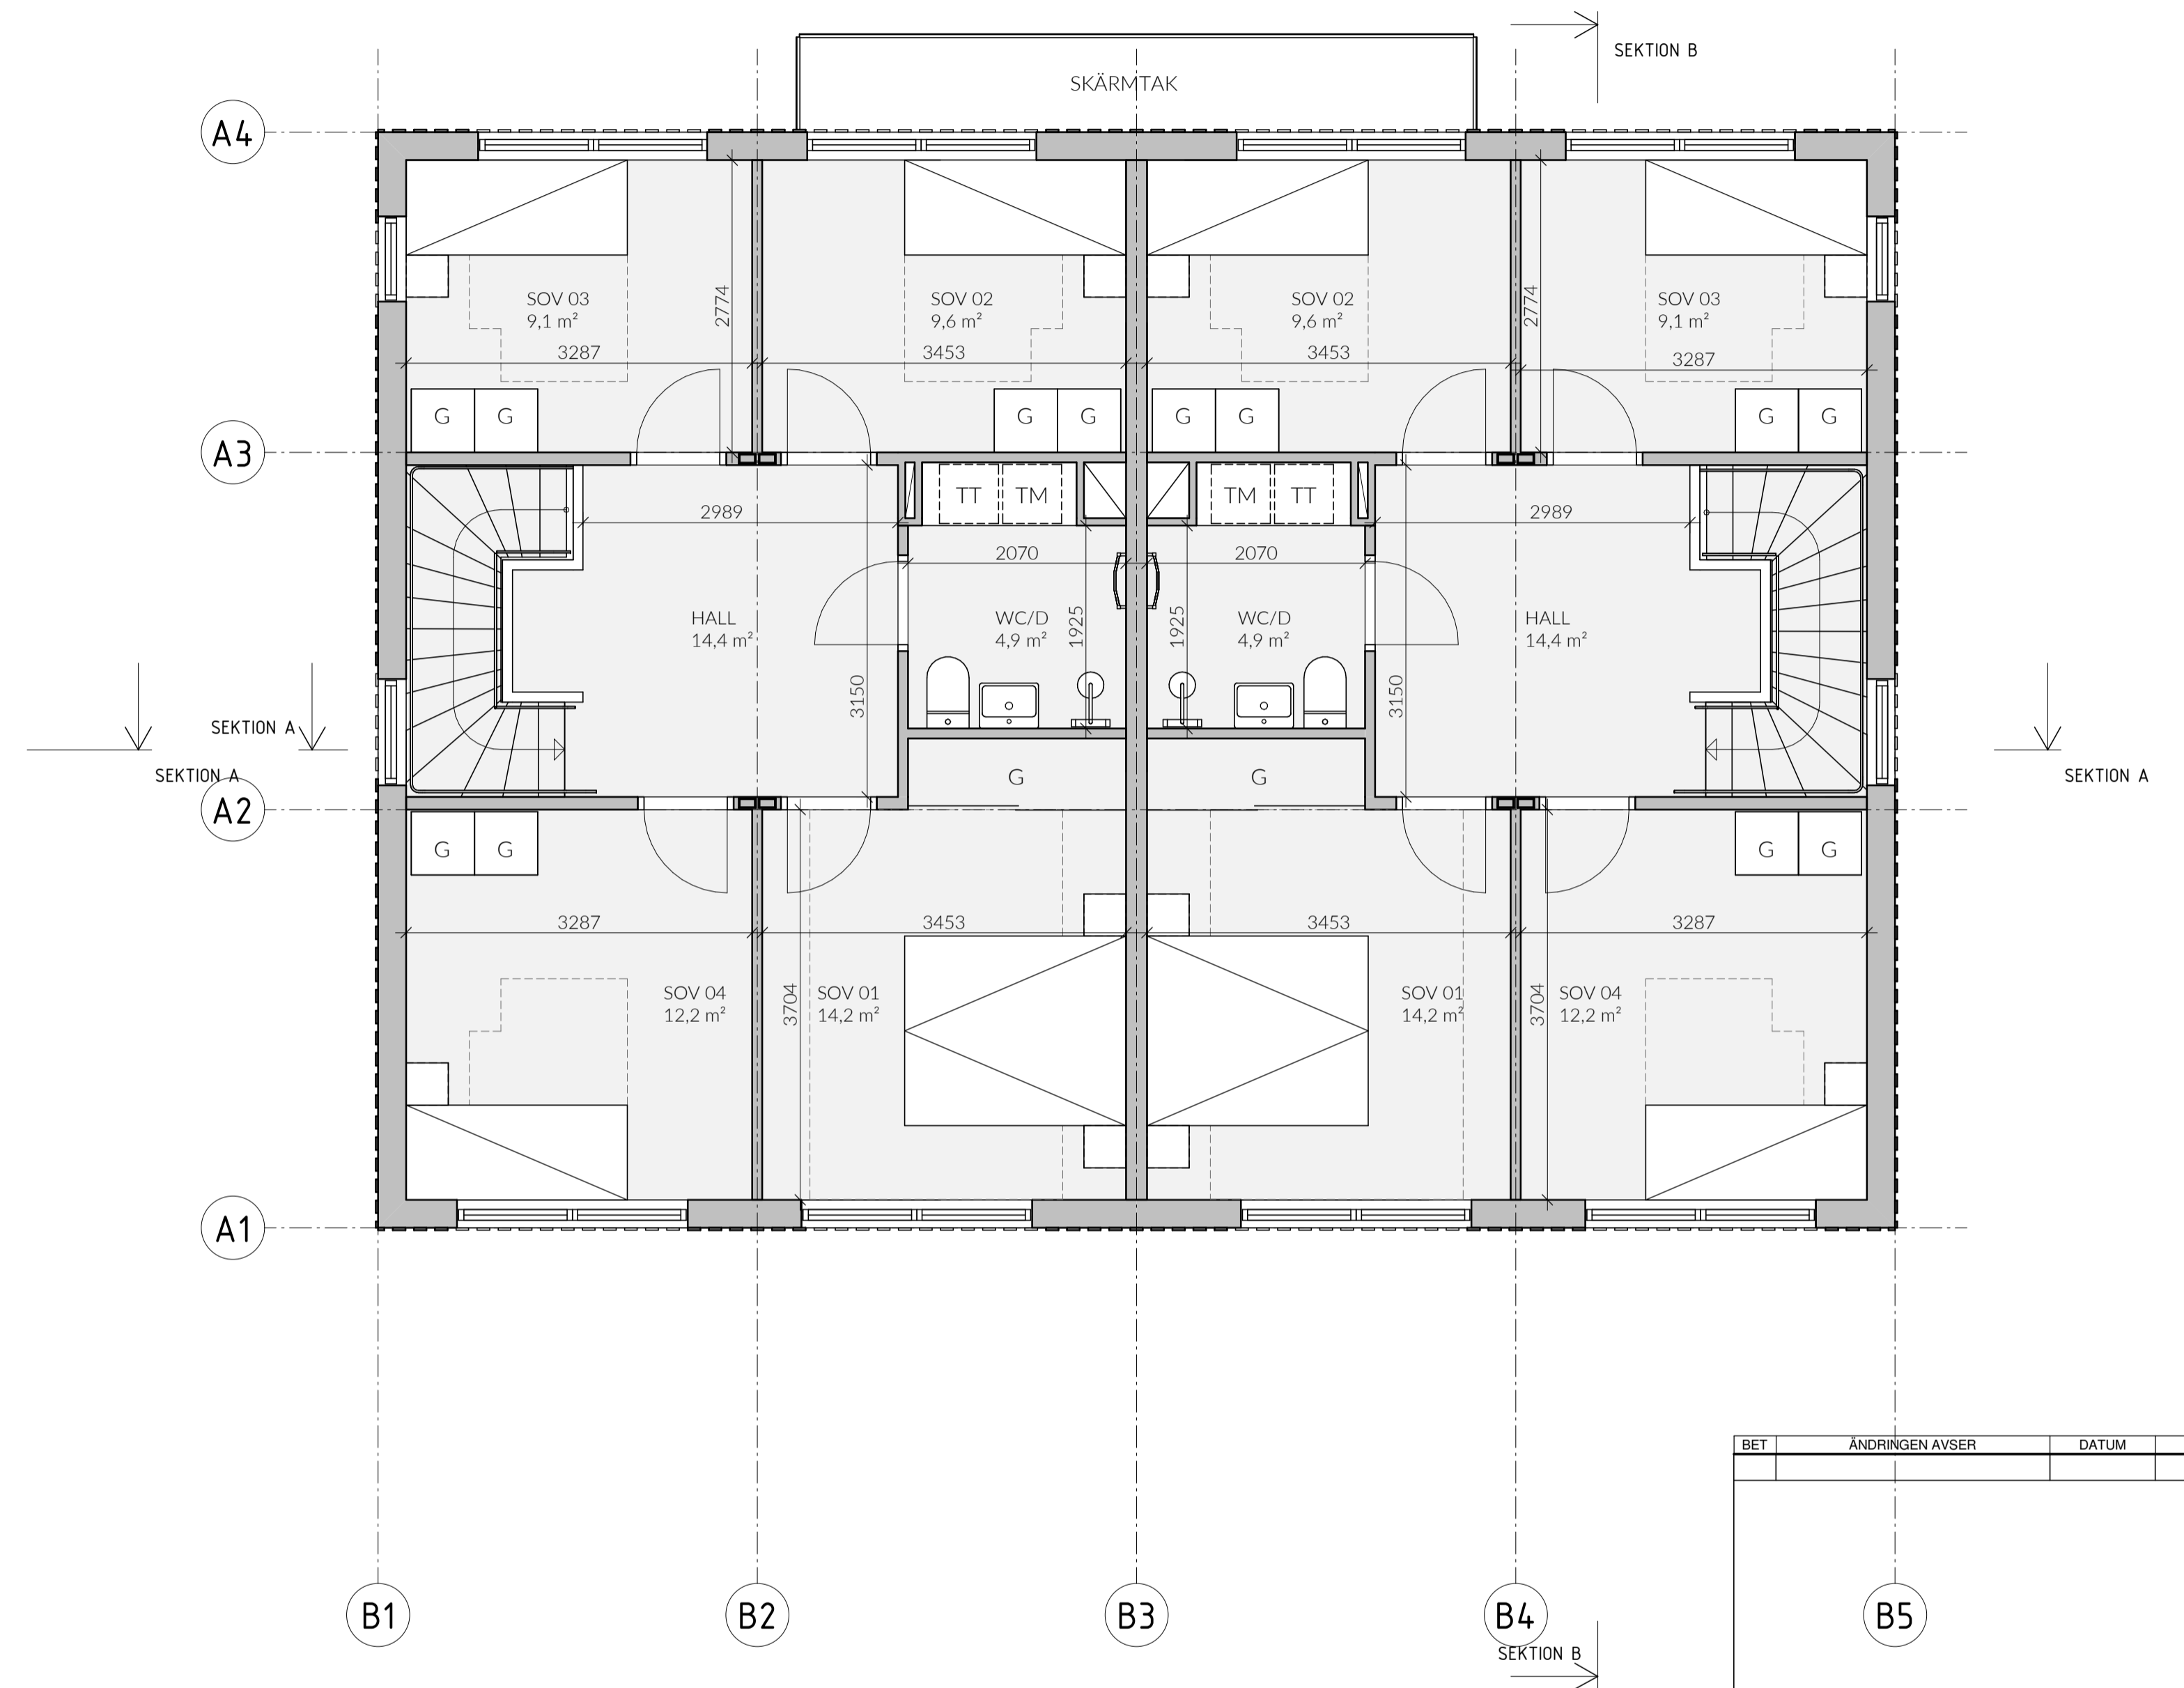 SEKTION B
SKÄRMTAK
A4
SOV 03
9,1 m²
SOV 02
9,6 m²
SOV 02
9,6 m²
SOV 03
9,1 m²
2774
2774
3287
3453
3453
3287
G
G
G
G
G
G
G
G
A3
TT
TM
TM
TT
2989
2989
2070
2070
HALL
14,4 m²
WC/D
4,9 m²
1925
1925
WC/D
4,9 m²
HALL
14,4 m²
3150
3150
SEKTION A
SEKTION A
SEKTION A
G
G
A2
G
G
G
G
3287
3453
3453
3287
SOV 04
12,2 m²
3704
SOV 01
14,2 m²
SOV 01
14,2 m²
3704
SOV 04
12,2 m²
A1
BET
ÄNDRINGEN AVSER
DATUM
B1
B2
B3
B4
B5
SEKTION B